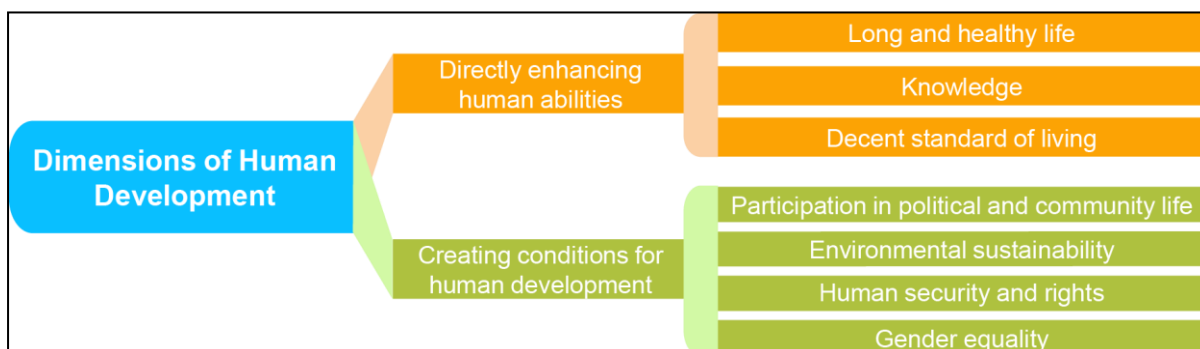 Dimensions of Human
Development
Directly enhancing
human abilities
Long and healthy life
Knowledge
Decent standard of living
Creating conditions for
human development
Participation in political and community life
Environmental sustainability
Human security and rights
Gender equality